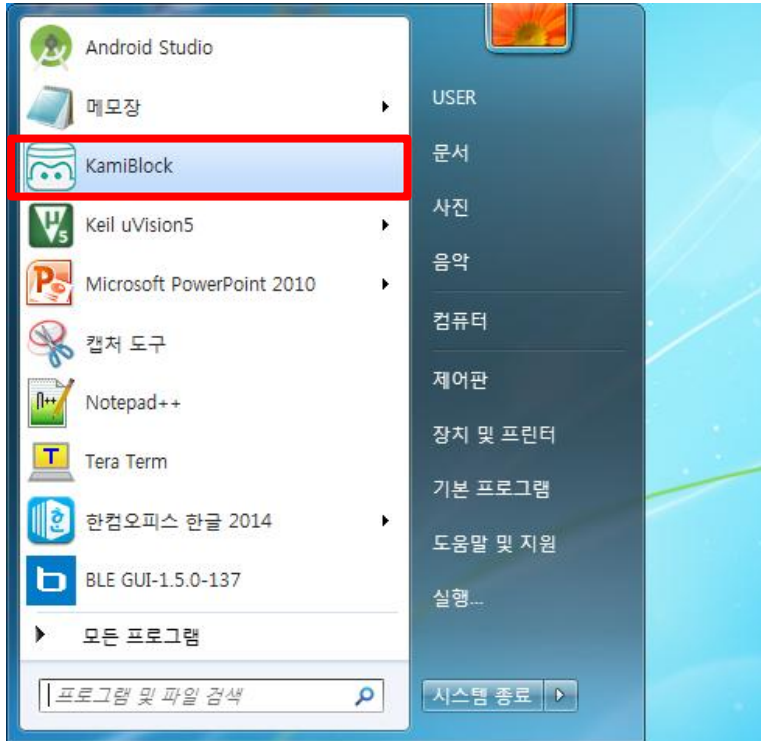 Android Studio
메모장
KamiBlock
Keil uVision5
Microsoft PowerPoint 2010
캡처 도구
Notepad++
Tera Term
한컴오피스 한글 2014
BLE GUI-1.5.0-137
모든 프로그램
프로그램 및 파일 검색
USER
문서
사진
음악
컴퓨터
제어판
장치 및 프린터
기본 프로그램
도움말 및 지원
실행...
시스템 종료